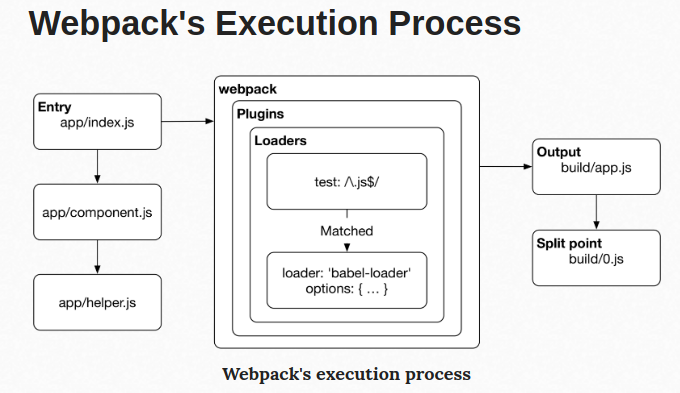 Webpack's Execution Process
Entry
app/index.js
app/component.js
app/helper.js
webpack
Plugins
Loaders
test: /\.js$/
Matched
loader: 'babel-loader'
options: { ... }
Output
build/app.js
Split point
build/0.js
Webpack's execution process